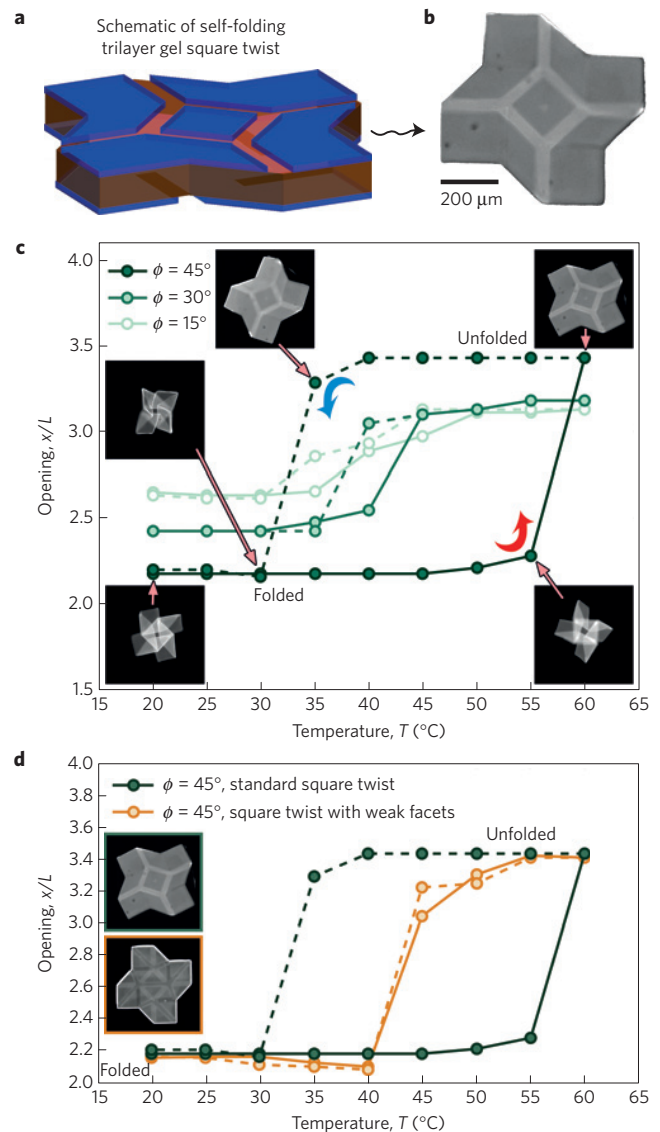 a
Schematic of self-folding
trilayer gel square twist
b
200 μm
c
ϕ = 45°
ϕ = 30°
ϕ = 15°
Unfolded
Folded
Opening, x/L
4.0
3.5
3.0
2.5
2.0
1.5
15 20 25 30 35 40 45 50 55 60 65
Temperature, T (°C)
d
ϕ = 45°, standard square twist
ϕ = 45°, square twist with weak facets
Unfolded
Folded
Opening, x/L
4.0
3.8
3.6
3.4
3.2
3.0
2.8
2.6
2.4
2.2
2.0
15 20 25 30 35 40 45 50 55 60 65
Temperature, T (°C)